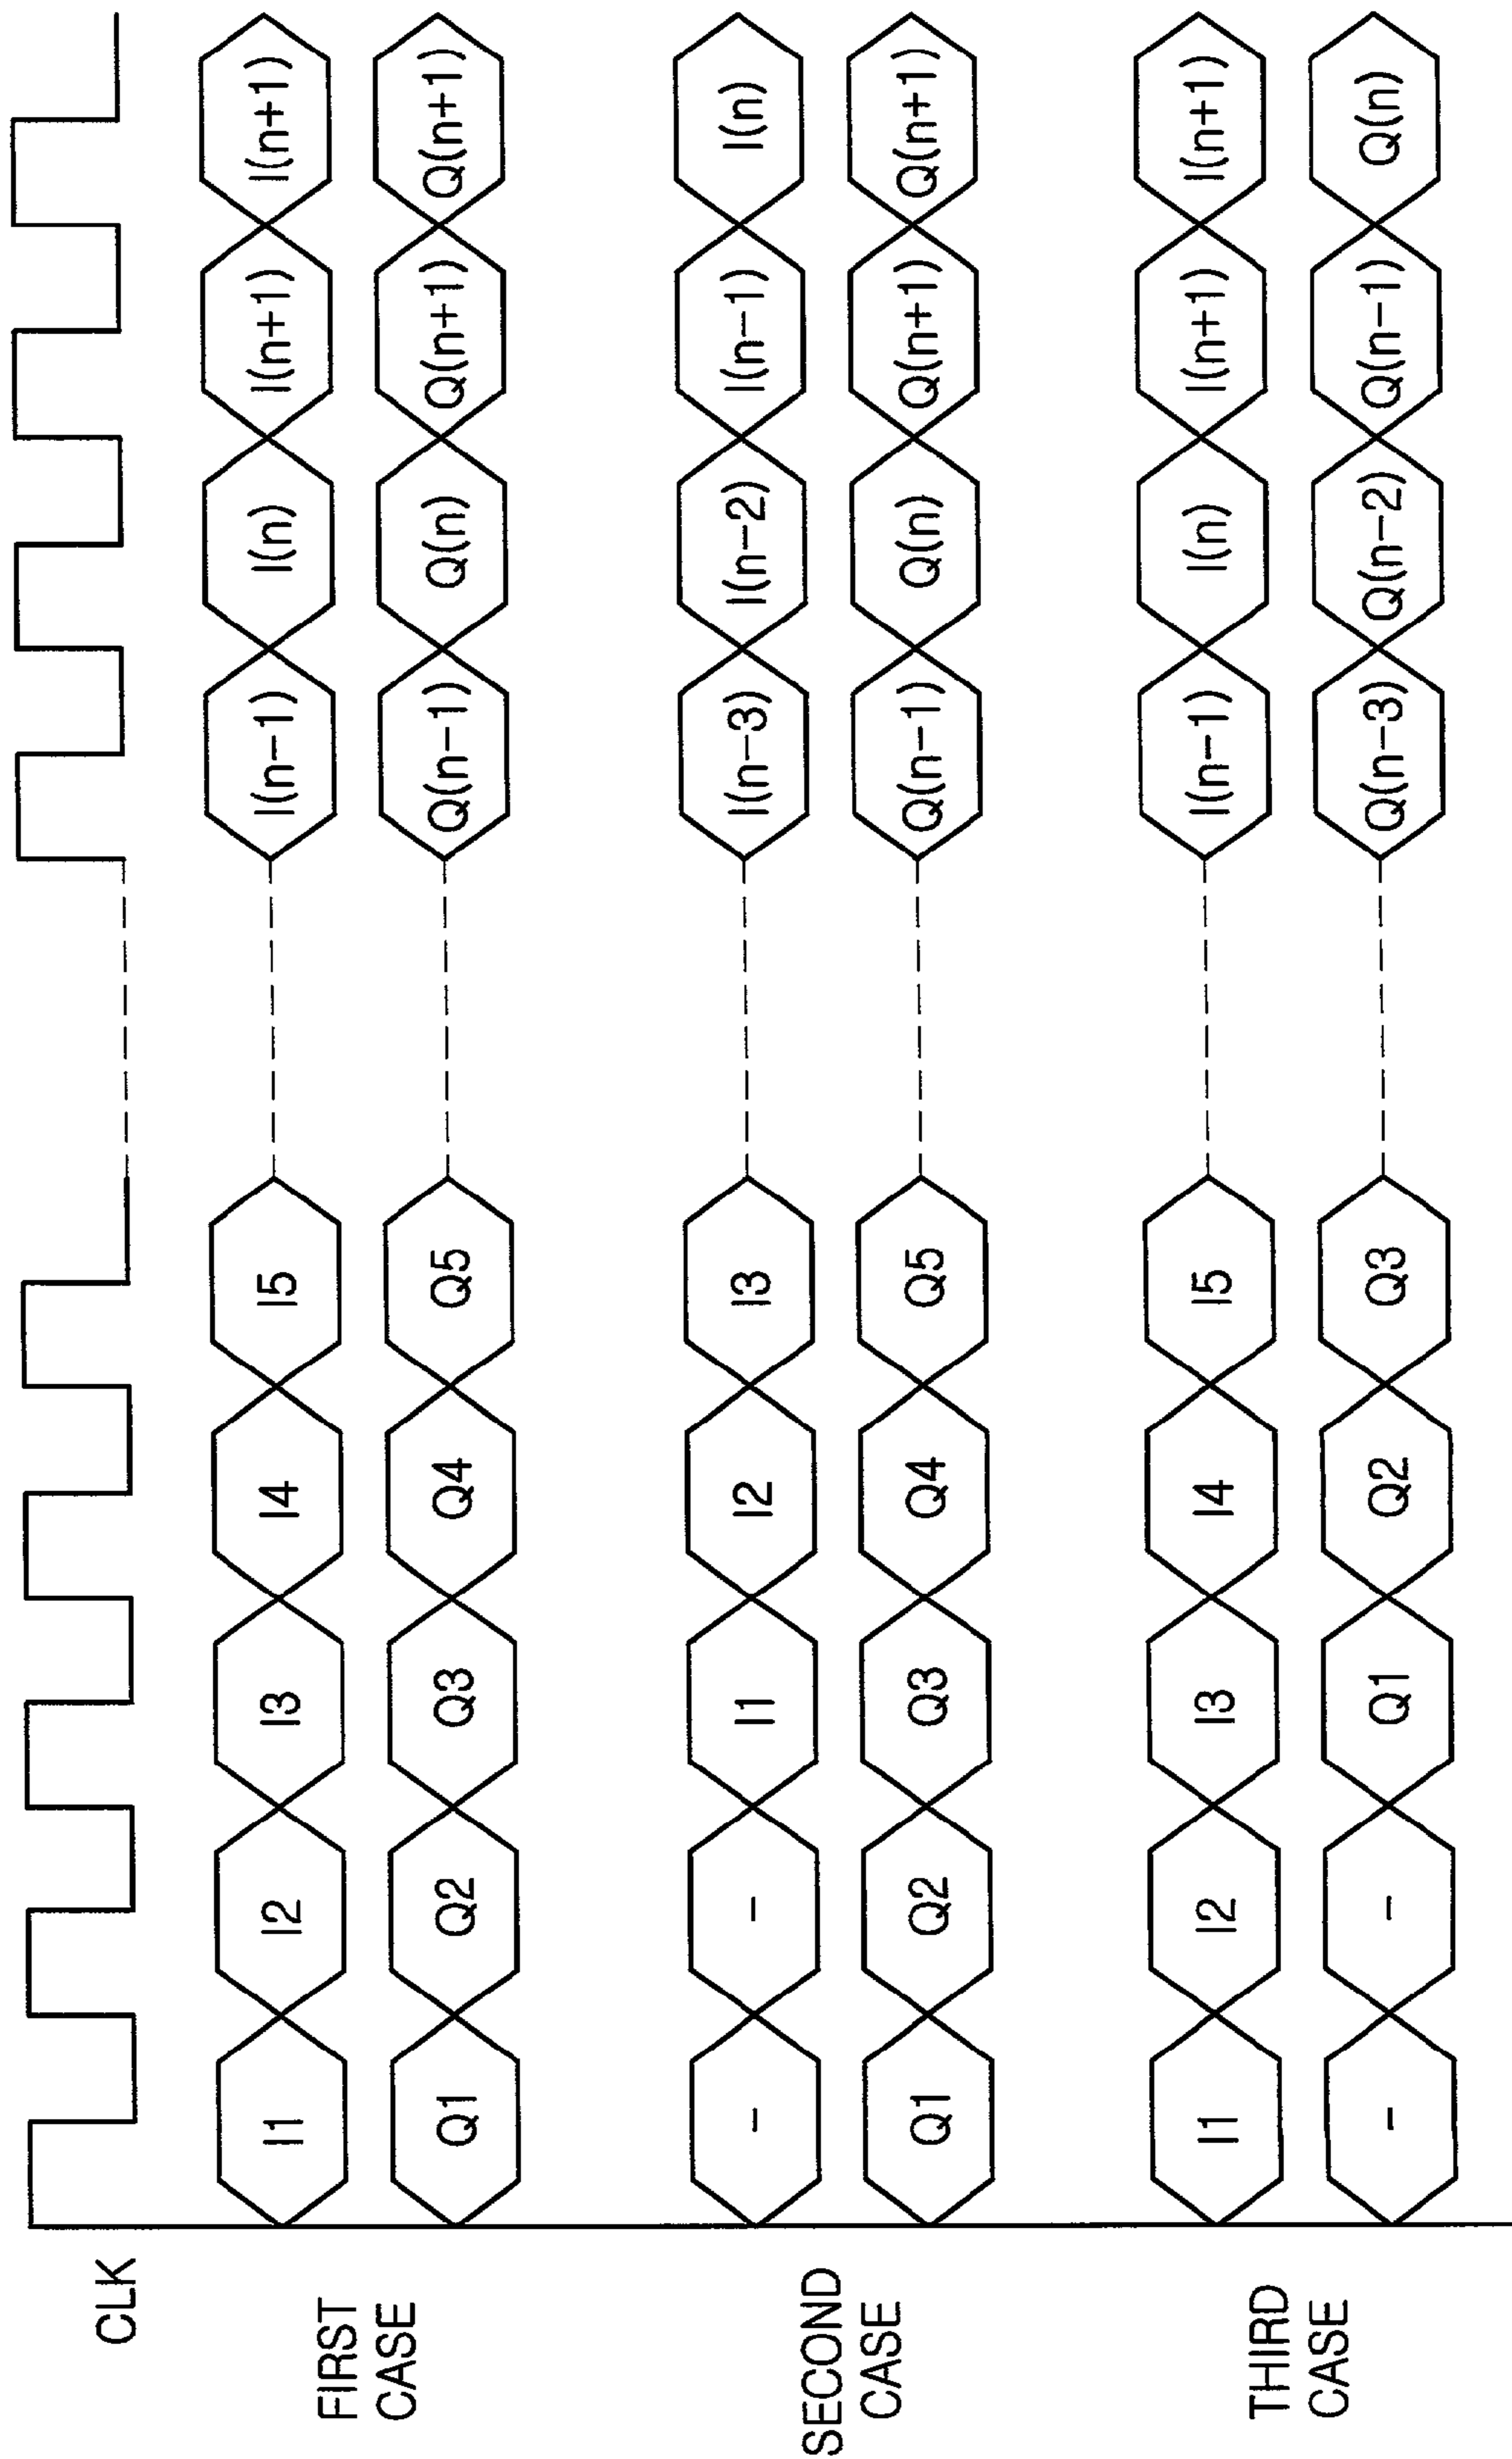 CLK
FIRST CASE
I1 I2 I3 I4 I5 I(n-1) I(n) I(n+1) I(n+1)
Q1 Q2 Q3 Q4 Q5 Q(n-1) Q(n) Q(n+1) Q(n+1)
SECOND CASE
- - I1 I2 I3 I(n-3) I(n-2) I(n-1) I(n)
Q1 Q2 Q3 Q4 Q5 Q(n-1) Q(n) Q(n+1) Q(n+1)
THIRD CASE
I1 I2 I3 I4 I5 I(n-1) I(n) I(n+1) I(n+1)
- - Q1 Q2 Q3 Q(n-3) Q(n-2) Q(n-1) Q(n)